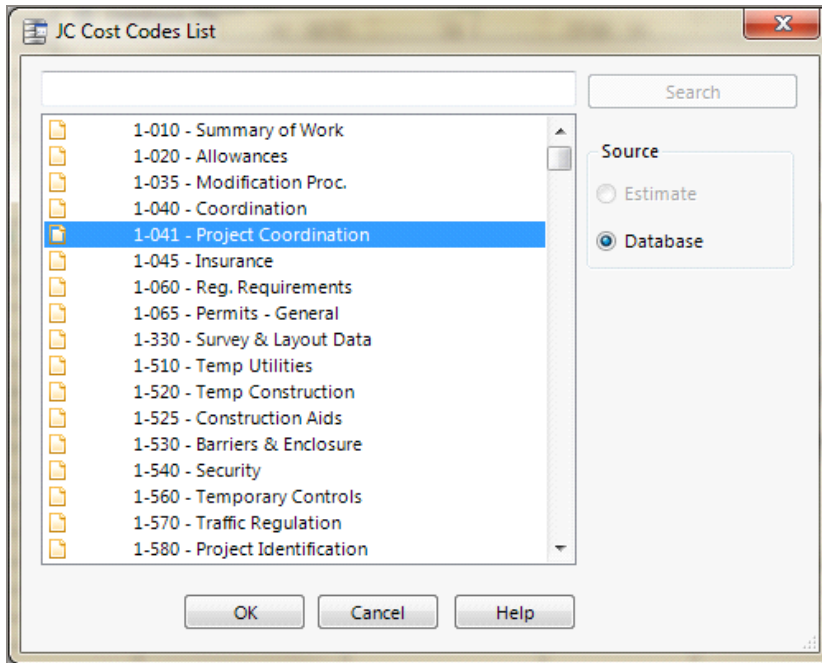 JC Cost Codes List
Search
1-010 - Summary of Work
1-020 - Allowances
1-035 - Modification Proc.
1-040 - Coordination
1-041 - Project Coordination
1-045 - Insurance
1-060 - Reg. Requirements
1-065 - Permits - General
1-330 - Survey & Layout Data
1-510 - Temp Utilities
1-520 - Temp Construction
1-525 - Construction Aids
1-530 - Barriers & Enclosure
1-540 - Security
1-560 - Temporary Controls
1-570 - Traffic Regulation
1-580 - Project Identification
Source
Estimate
Database
OK Cancel Help